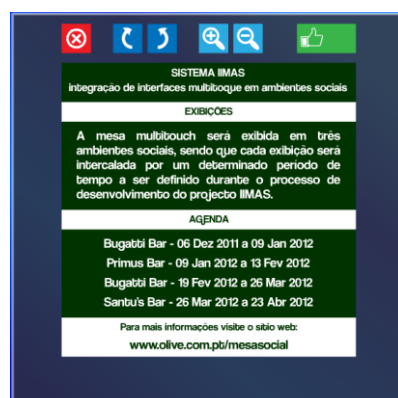 SISTEMA IIMAS
integração de interfaces multitoque em ambientes sociais
EXIBIÇÕES
A mesa multitouch será exibida em três
ambientes sociais, sendo que cada exibição será
intercalada por um determinado período de
tempo a ser definido durante o processo de
desenvolvimento do projecto IIMAS.
AGENDA
Bugatti Bar - 06 Dez 2011 a 09 Jan 2012
Primus Bar - 09 Jan 2012 a 13 Fev 2012
Bugatti Bar - 19 Fev 2012 a 26 Mar 2012
Santu's Bar - 26 Mar 2012 a 23 Abr 2012
Para mais informações visite o sítio web:
www.olive.com.pt/mesasocial